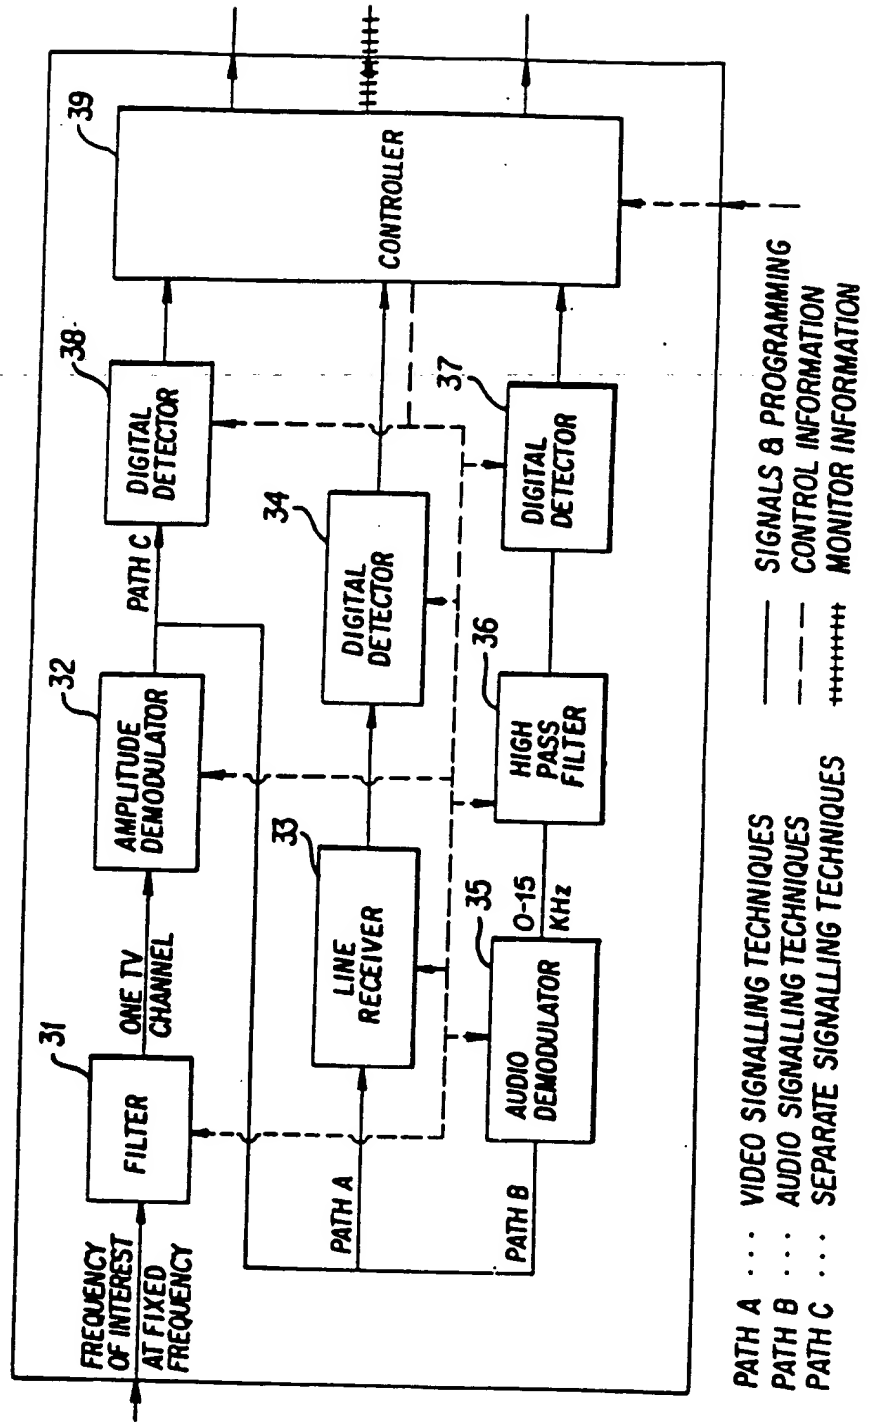 FREQUENCY
OF INTEREST
AT FIXED
FREQUENCY
31
FILTER
ONE TV
CHANNEL
32
AMPLITUDE
DEMODULATOR
PATH C
38
DIGITAL
DETECTOR
39
CONTROLLER
PATH A
33
LINE
RECEIVER
34
DIGITAL
DETECTOR
PATH B
35
AUDIO
DEMODULATOR
0-15
KHz
36
HIGH
PASS
FILTER
37
DIGITAL
DETECTOR
PATH A ... VIDEO SIGNALLING TECHNIQUES
PATH B ... AUDIO SIGNALLING TECHNIQUES
PATH C ... SEPARATE SIGNALLING TECHNIQUES
SIGNALS & PROGRAMMING
CONTROL INFORMATION
MONITOR INFORMATION